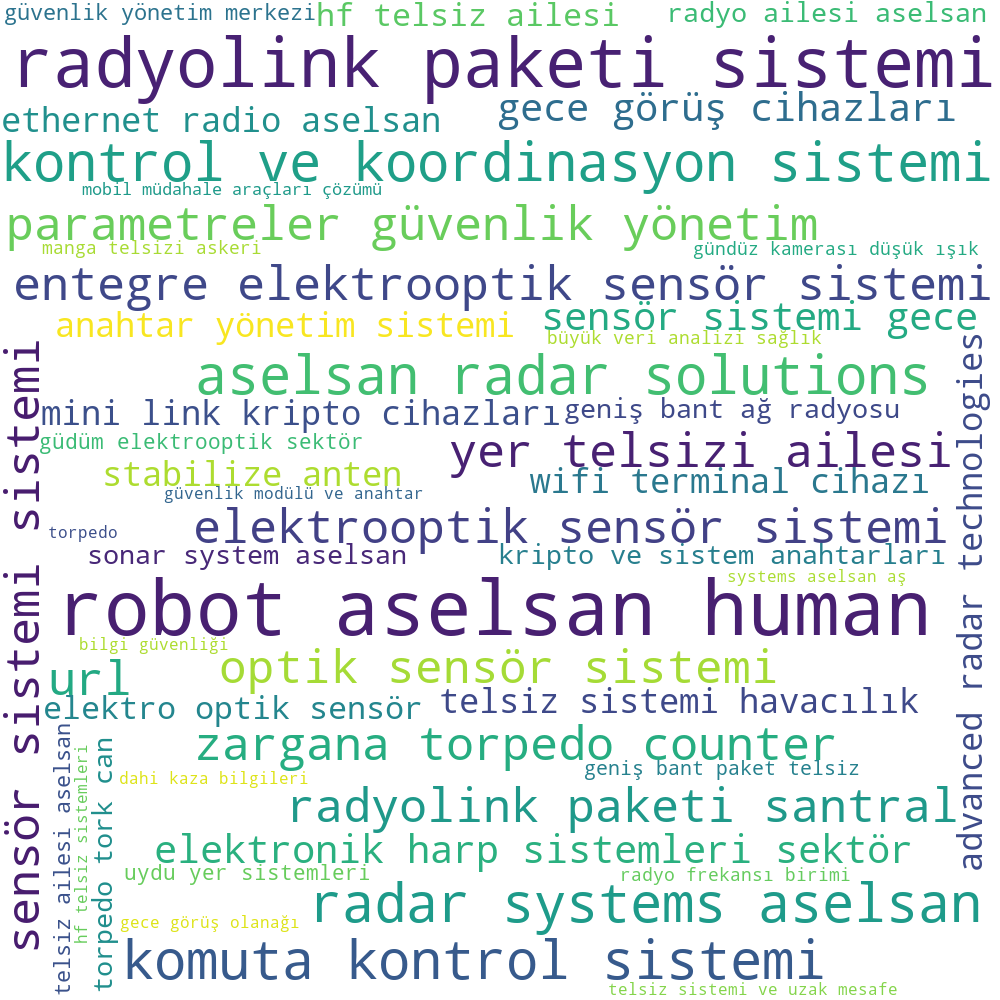 güvenlik yönetim merkezi
hf telsiz ailesi
radyo ailesi aselsan
radyolink paketi sistemi
gece görüş cihazları
ethernet radio aselsan
kontrol ve koordinasyon sistemi
mobil müdahale araçları çözümü
parametreler güvenlik yönetim
manga telsizi askeri
gündüz kamerası düşük ışık
entegre elektrooptik sensör sistemi
sensör sistemi gece
anahtar yönetim sistemi
büyük veri analizi sağlık
aselsan radar solutions
mini link kripto cihazları
geniş bant ağ radyosu
güdüm elektrooptik sektör
yer telsizi ailesi
stabilize anten
wifi terminal cihazı
güvenlik modülü ve anahtar
elektrooptik sensör sistemi
torpedo
sonar system aselsan
kripto ve sistem anahtarları
systems aselsan aş
robot aselsan human
bilgi güvenliği
optik sensör sistemi
url
elektro optik sensör
telsiz sistemi havacılık
zargana torpedo counter
geniş bant paket telsiz
dahi kaza bilgileri
radyolink paketi santral
elektronik harp sistemleri sektör
uydu yer sistemleri
radyo frekansı birimi
radar systems aselsan
gece görüş olanağı
komuta kontrol sistemi
telsiz sistemi ve uzak mesafe
sensör sistemi sistemi
telsiz ailesi aselsan
hf telsiz sistemleri
torpedo tork can
advanced radar technologies